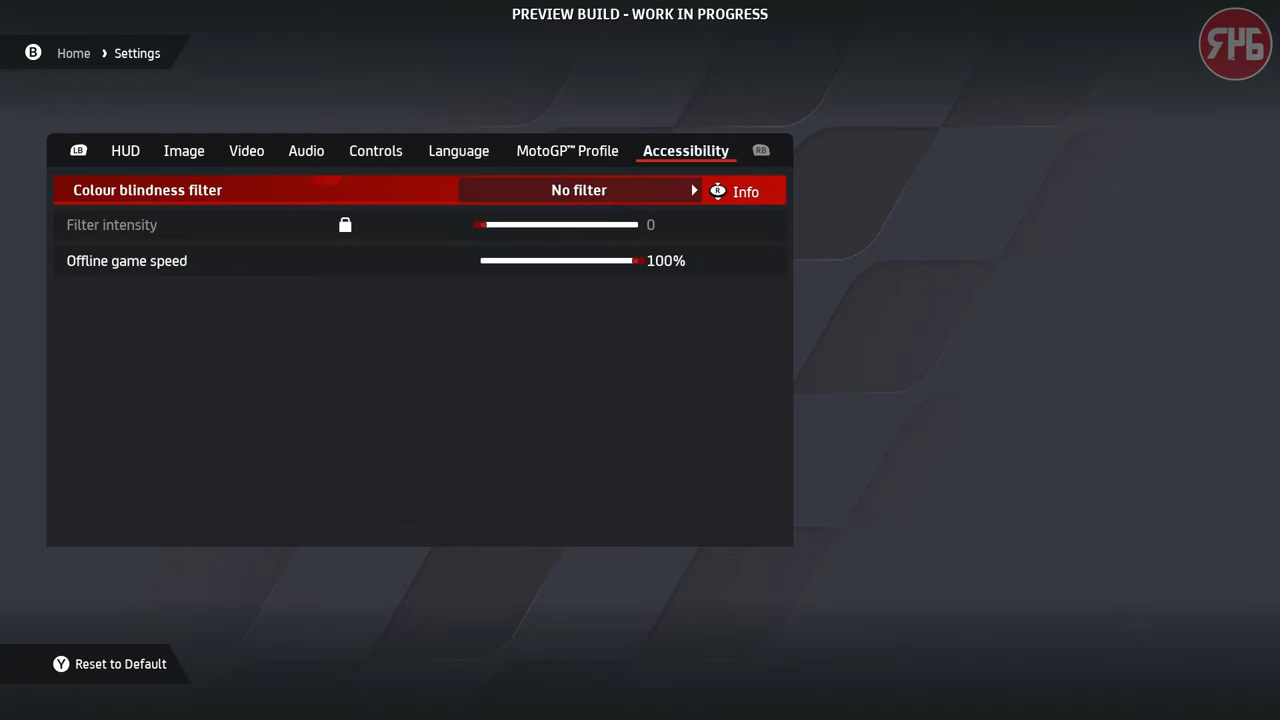 PREVIEW BUILD - WORK IN PROGRESS
B Home › Settings
LB HUD Image Video Audio Controls Language MotoGP™ Profile Accessibility RB
Colour blindness filter No filter R Info
Filter intensity 0
Offline game speed 100%
Y Reset to Default